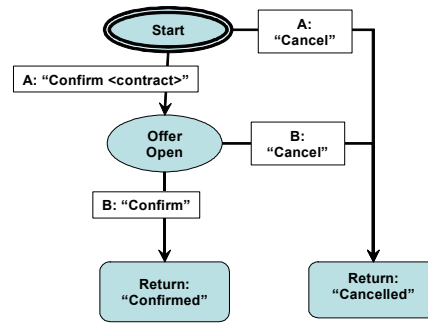 Start
A:
“Cancel”
A: “Confirm <contract>”
Offer
Open
B:
“Cancel”
B: “Confirm”
Return:
“Confirmed”
Return:
“Cancelled”